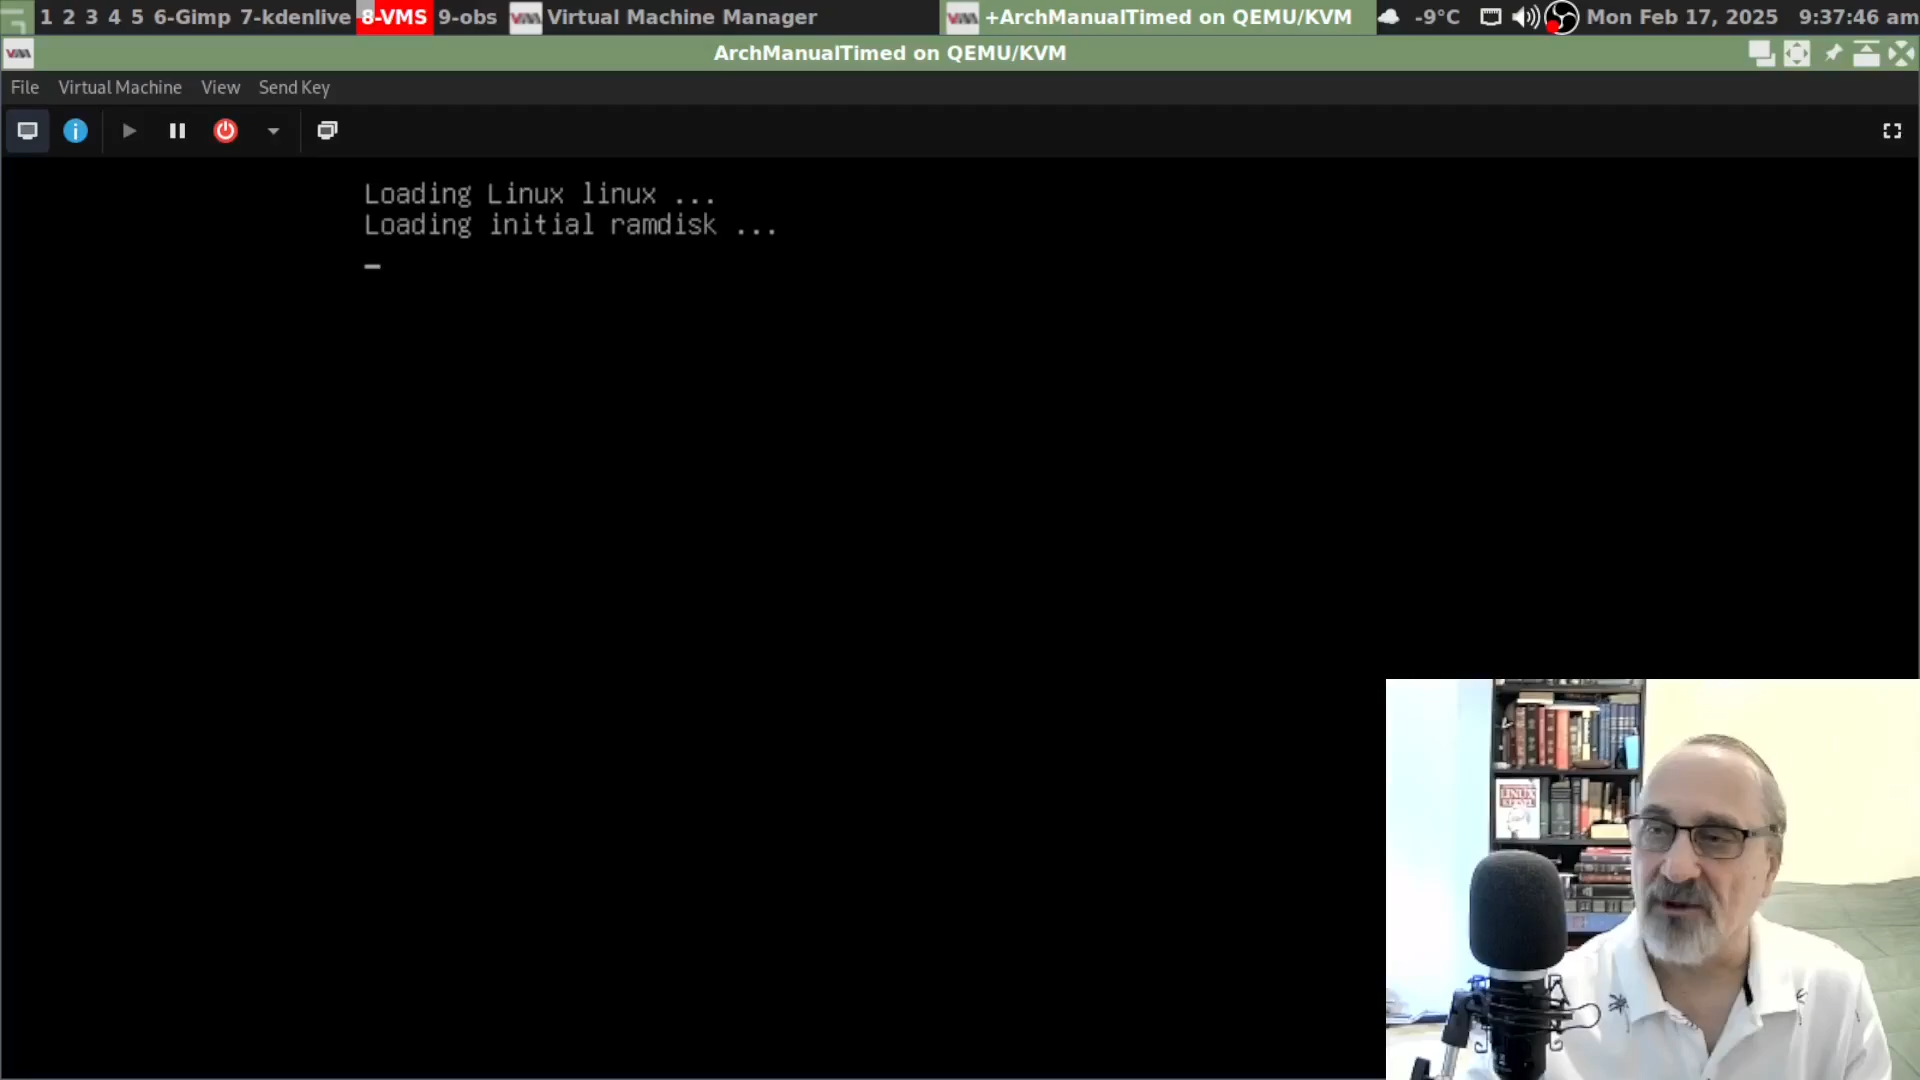 1 2 3 4 5 6-Gimp 7-kdenlive 8-VMS 9-obs Virtual Machine Manager +ArchManualTimed on QEMU/KVM -9°C Mon Feb 17, 2025 9:37:46 am
ArchManualTimed on QEMU/KVM
File Virtual Machine View Send Key
Loading Linux linux ...
Loading initial ramdisk ...
LINUX